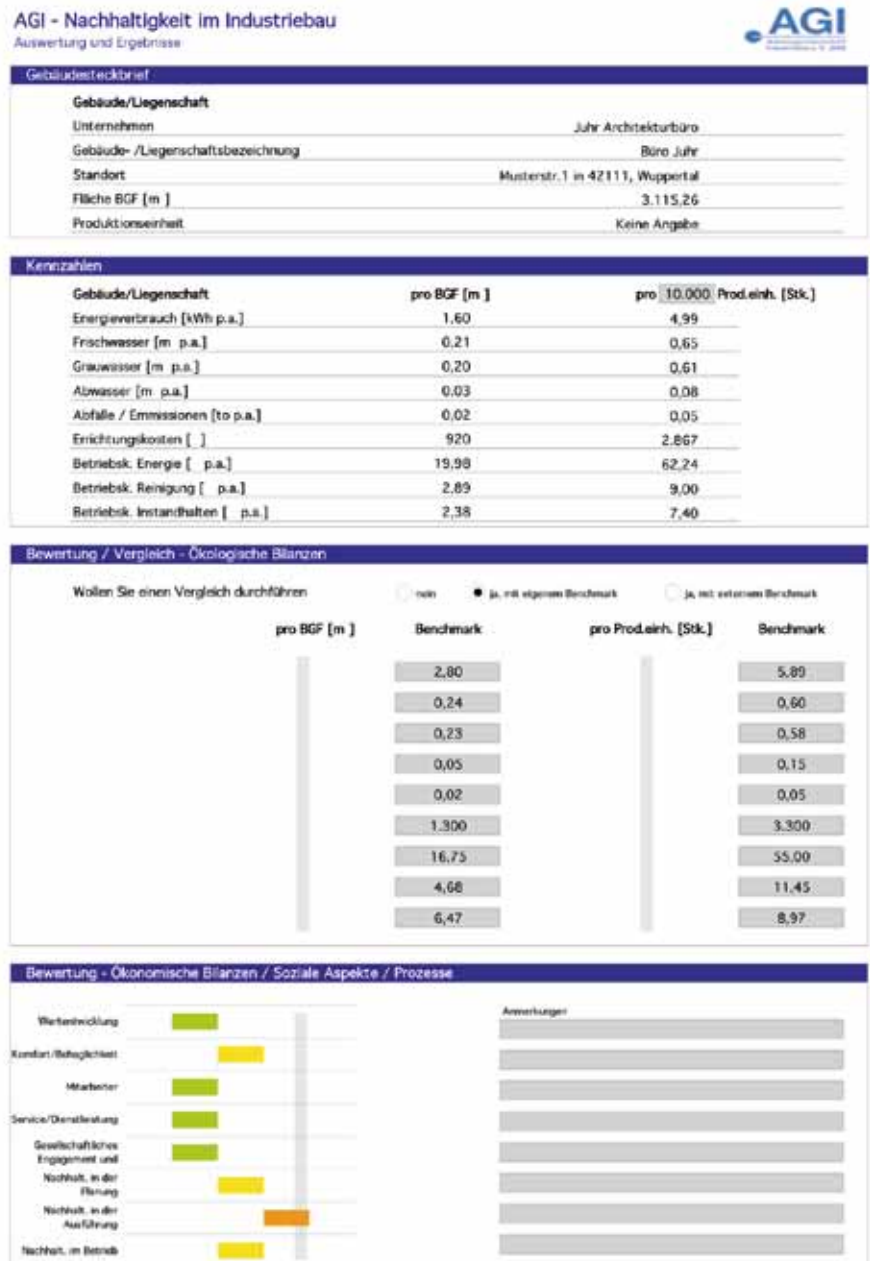 AGI - Nachhaltigkeit im Industriebau
Auswertung und Ergebnisse
AGI
Gebäudesteckbrief
Gebäude/Liegenschaft
Unternehmen Juhr Architekturbüro
Gebäude- /Liegenschaftsbezeichnung Büro Juhr
Standort Musterstr.1 in 42111, Wuppertal
Fläche BGF [m ] 3.115,26
Produktionseinheit Keine Angabe
Kennzahlen
Gebäude/Liegenschaft pro BGF [m ] pro 10.000 Prod.einh. [Stk.]
Energieverbrauch [kWh p.a.] 1,60 4,99
Frischwasser [m p.a.] 0,21 0,65
Grauwasser [m p.a.] 0,20 0,61
Abwasser [m p.a.] 0,03 0,08
Abfälle / Emmissionen [to p.a.] 0,02 0,05
Errichtungskosten [ ] 920 2.867
Betriebsk. Energie [ p.a.] 19,98 62,24
Betriebsk. Reinigung [ p.a.] 2,89 9,00
Betriebsk. Instandhalten [ p.a.] 2,38 7,40
Bewertung / Vergleich - Ökologische Bilanzen
Wollen Sie einen Vergleich durchführen nein ja, mit eigenem Benchmark ja, mit externem Benchmark
pro BGF [m ] Benchmark pro Prod.einh. [Stk.] Benchmark
2,80 5,89
0,24 0,60
0,23 0,58
0,05 0,15
0,02 0,05
1.300 3.300
16,75 55,00
4,68 11,45
6,47 8,97
Bewertung - Ökonomische Bilanzen / Soziale Aspekte / Prozesse
Anmerkungen
Wertentwicklung
Komfort/Behaglichkeit
Mitarbeiter
Service/Dienstleistung
Gesellschaftliches
Engagement und
Nachhalt. in der
Planung
Nachhalt. in der
Ausführung
Nachhalt. im Betrieb